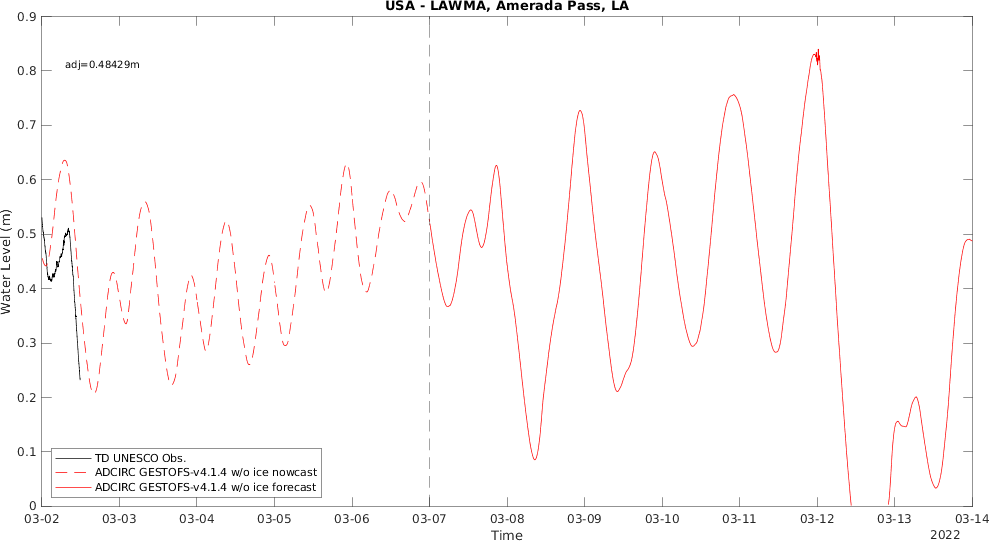 USA - LAWMA, Amerada Pass, LA
0.9
0.8
0.7
0.6
0.5
0.4
0.3
0.2
0.1
0
Water Level (m)
adj=0.48429m
TD UNESCO Obs.
ADCIRC GESTOFS-v4.1.4 w/o ice nowcast
ADCIRC GESTOFS-v4.1.4 w/o ice forecast
03-02 03-03 03-04 03-05 03-06 03-07 03-08 03-09 03-10 03-11 03-12 03-13 03-14
Time
2022